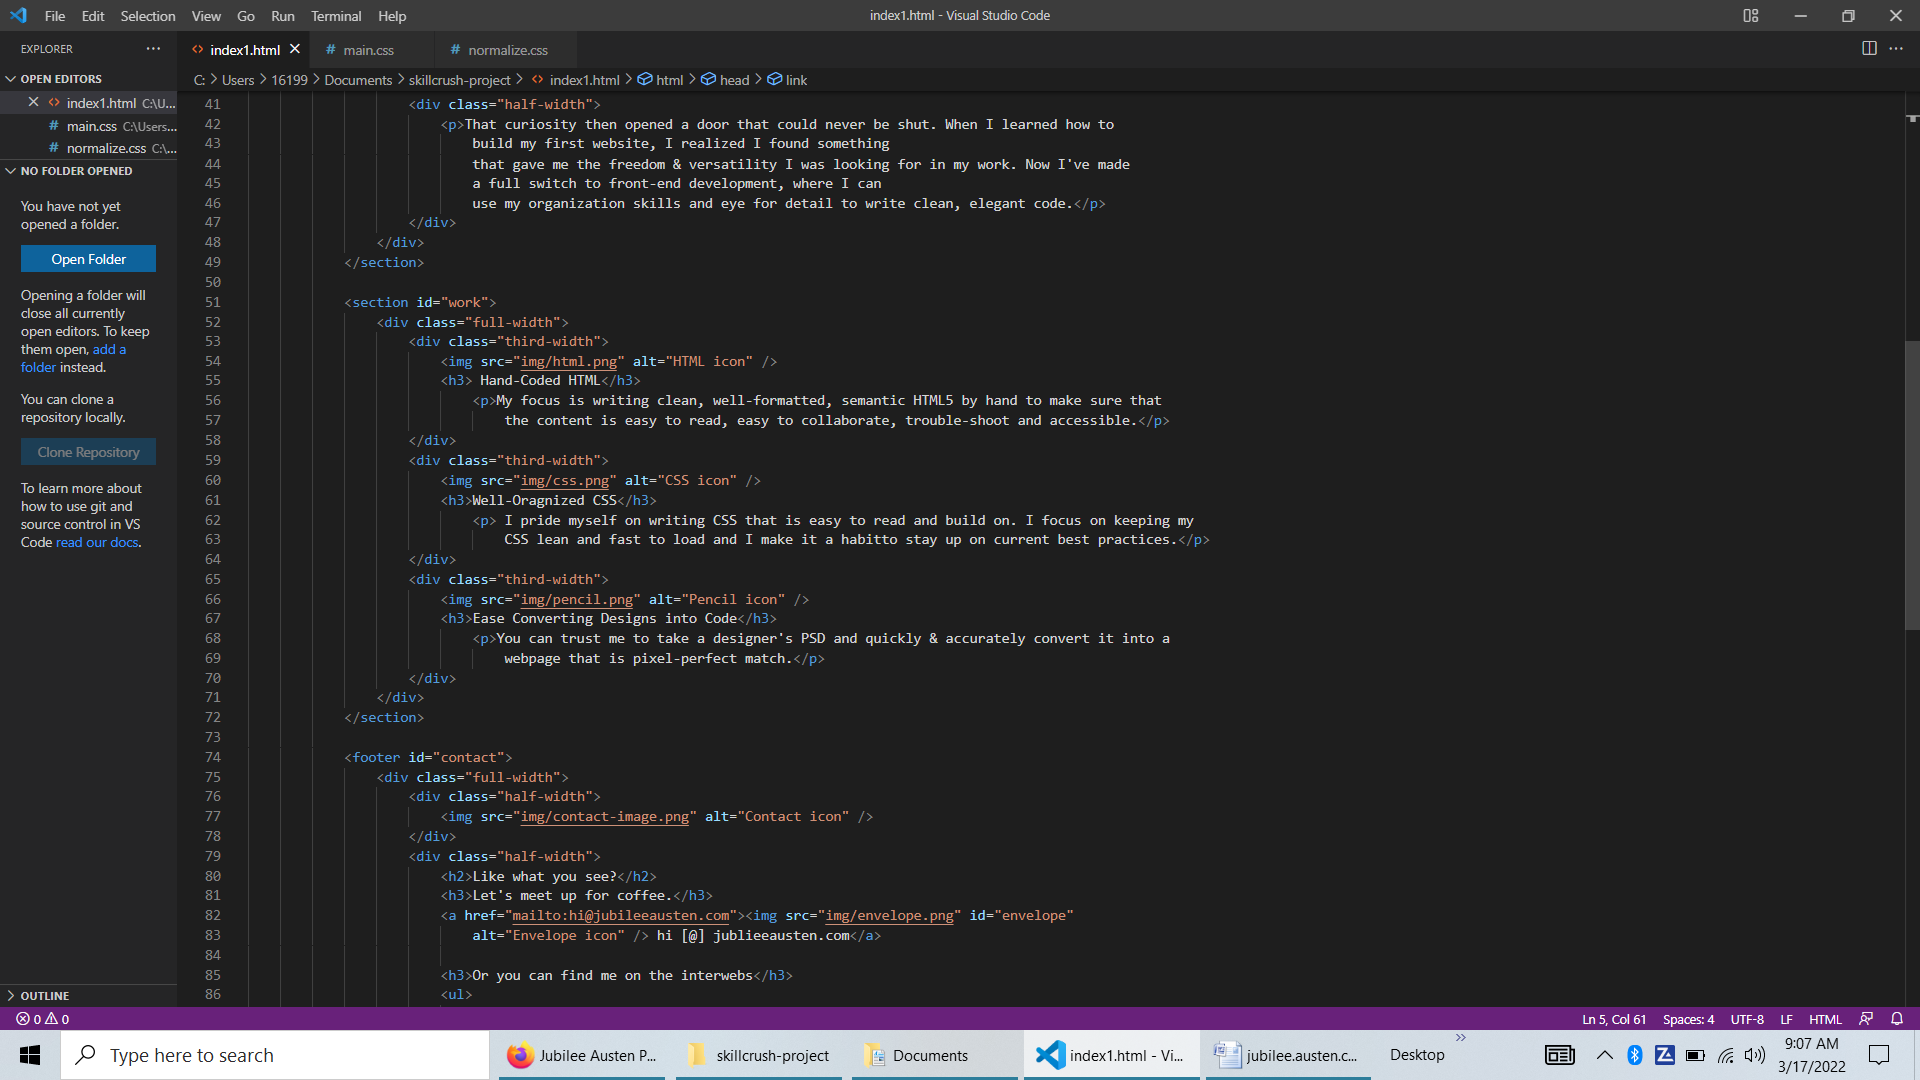 File Edit Selection View Go Run Terminal Help
index1.html - Visual Studio Code
EXPLORER ···
index1.html
# main.css
# normalize.css
C: > Users > 16199 > Documents > skillcrush-project > index1.html > html > head > link
OPEN EDITORS
index1.html C:\U...
# main.css C:\Users...
# normalize.css C:\...
NO FOLDER OPENED
You have not yet
opened a folder.
Open Folder
Opening a folder will
close all currently
open editors. To keep
them open, add a
folder instead.
You can clone a
repository locally.
Clone Repository
To learn more about
how to use git and
source control in VS
Code read our docs.
OUTLINE
41 <div class="half-width">
42 <p>That curiosity then opened a door that could never be shut. When I learned how to
43 build my first website, I realized I found something
44 that gave me the freedom & versatility I was looking for in my work. Now I've made
45 a full switch to front-end development, where I can
46 use my organization skills and eye for detail to write clean, elegant code.</p>
47 </div>
48 </div>
49 </section>
50
51 <section id="work">
52 <div class="full-width">
53 <div class="third-width">
54 <img src="img/html.png" alt="HTML icon" />
55 <h3> Hand-Coded HTML</h3>
56 <p>My focus is writing clean, well-formatted, semantic HTML5 by hand to make sure that
57 the content is easy to read, easy to collaborate, trouble-shoot and accessible.</p>
58 </div>
59 <div class="third-width">
60 <img src="img/css.png" alt="CSS icon" />
61 <h3>Well-Oragnized CSS</h3>
62 <p> I pride myself on writing CSS that is easy to read and build on. I focus on keeping my
63 CSS lean and fast to load and I make it a habitto stay up on current best practices.</p>
64 </div>
65 <div class="third-width">
66 <img src="img/pencil.png" alt="Pencil icon" />
67 <h3>Ease Converting Designs into Code</h3>
68 <p>You can trust me to take a designer's PSD and quickly & accurately convert it into a
69 webpage that is pixel-perfect match.</p>
70 </div>
71 </div>
72 </section>
73
74 <footer id="contact">
75 <div class="full-width">
76 <div class="half-width">
77 <img src="img/contact-image.png" alt="Contact icon" />
78 </div>
79 <div class="half-width">
80 <h2>Like what you see?</h2>
81 <h3>Let's meet up for coffee.</h3>
82 <a href="mailto:hi@jubileeausten.com"><img src="img/envelope.png" id="envelope"
83 alt="Envelope icon" /> hi [@] jublieeausten.com</a>
84
85 <h3>Or you can find me on the interwebs</h3>
86 <ul>
0 0
Ln 5, Col 61 Spaces: 4 UTF-8 LF HTML
Type here to search
Jubilee Austen P...
skillcrush-project
Documents
index1.html - Vi...
jubilee.austen.c...
Desktop
9:07 AM
3/17/2022